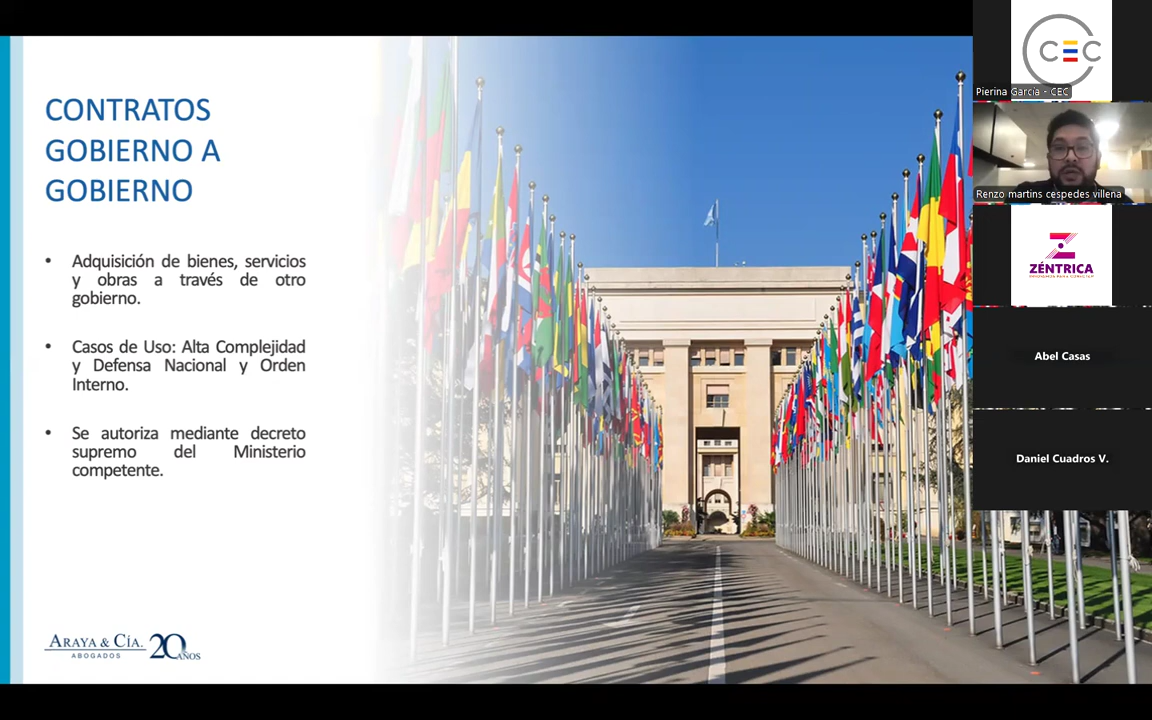 CONTRATOS
GOBIERNO A
GOBIERNO
• Adquisición de bienes, servicios
y obras a través de otro
gobierno.
• Casos de Uso: Alta Complejidad
y Defensa Nacional y Orden
Interno.
• Se autoriza mediante decreto
supremo del Ministerio
competente.
ARAYA & CÍA.
ABOGADOS
20 AÑOS
CEC
Pierina García - CEC
Renzo martins cespedes villena
ZÉNTRICA
Abel Casas
Daniel Cuadros V.